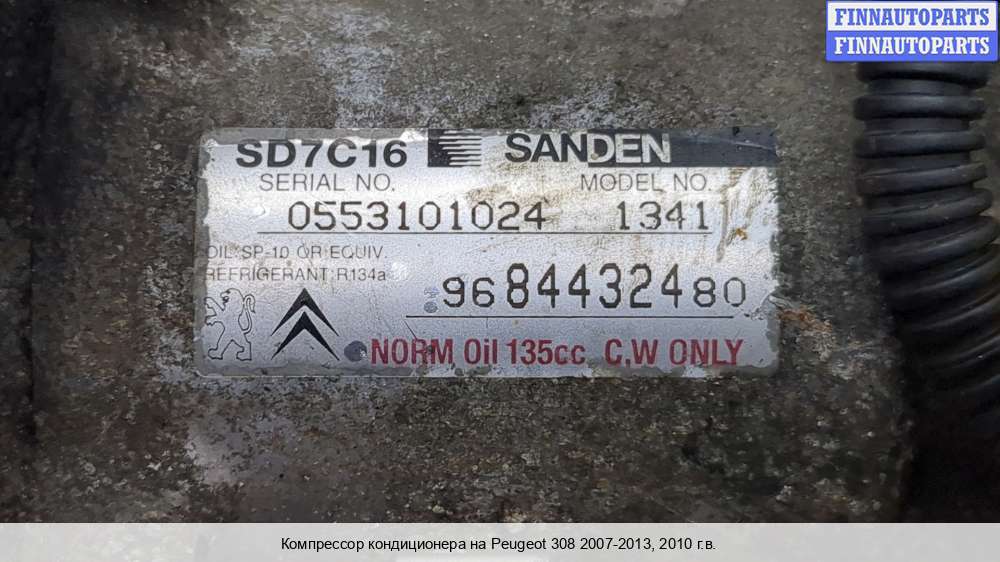 FINNAUTOPARTS
FINNAUTOPARTS
SD7C16 SANDEN
SERIAL NO. MODEL NO.
0553101024 1341
OIL:SP-10 OR EQUIV.
REFRIGERANT:R134a
9684432480
NORM Oil 135cc C,W ONLY
Компрессор кондиционера на Peugeot 308 2007-2013, 2010 г.в.